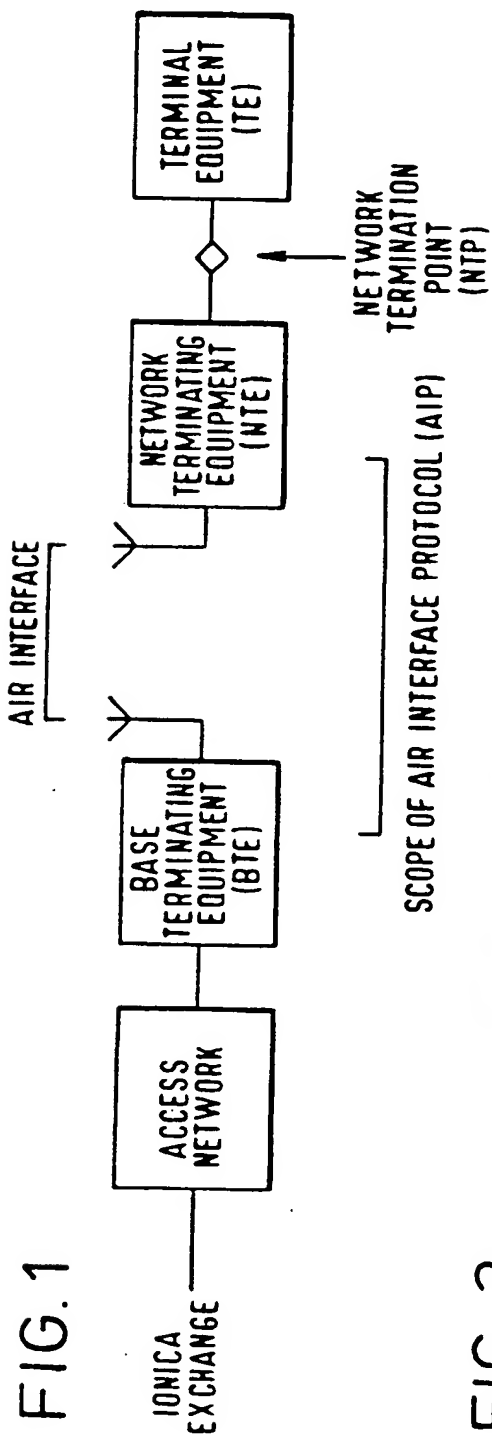 FIG.1
IONICA
EXCHANGE
ACCESS
NETWORK
BASE
TERMINATING
EQUIPMENT
(BTE)
AIR INTERFACE
NETWORK
TERMINATING
EQUIPMENT
(NTE)
TERMINAL
EQUIPMENT
(TE)
NETWORK
TERMINATION
POINT
(NTP)
SCOPE OF AIR INTERFACE PROTOCOL (AIP)